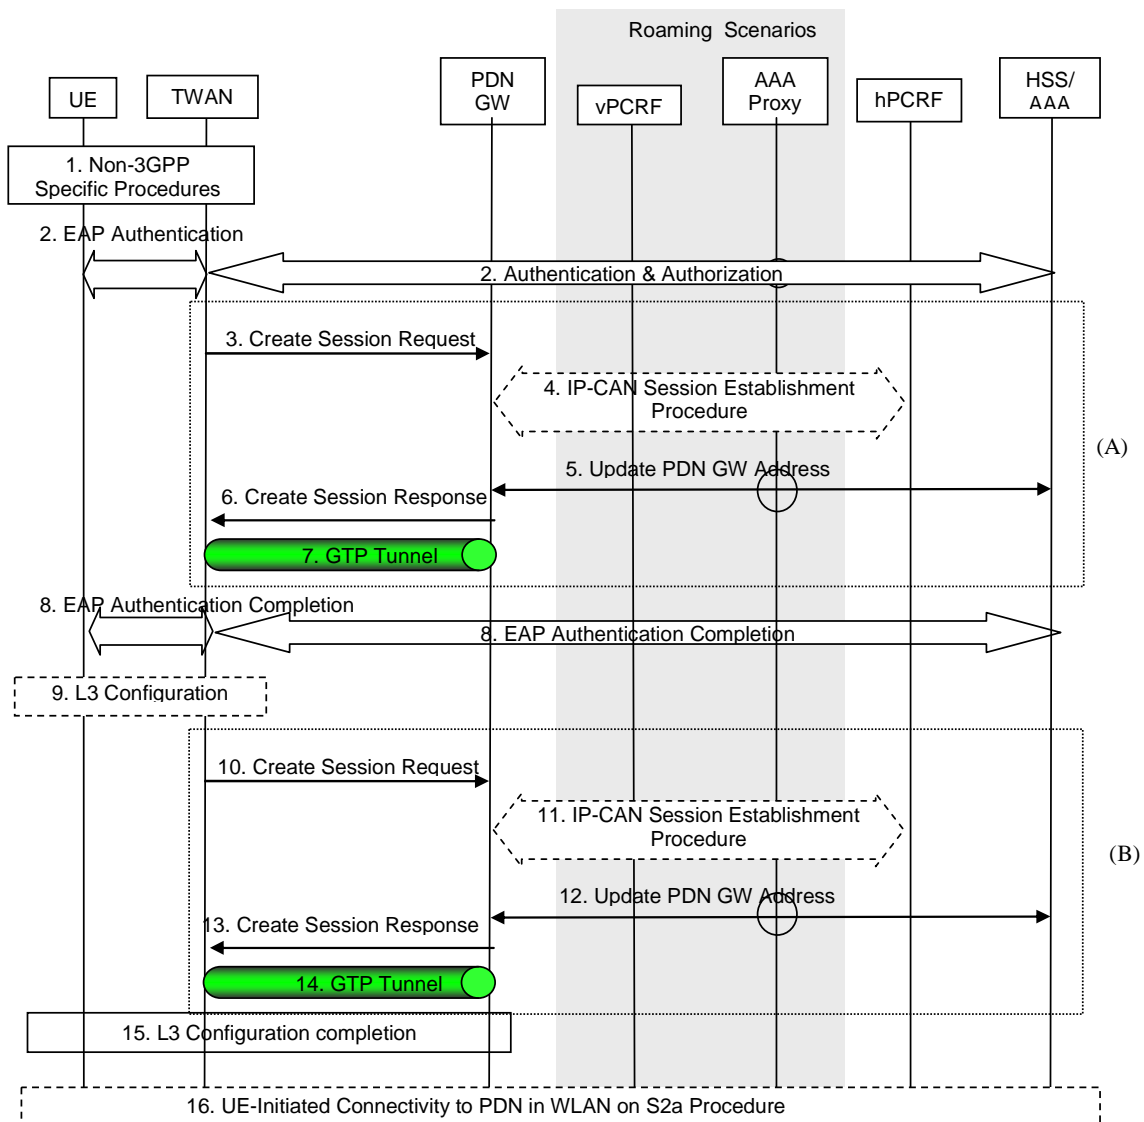 Roaming Scenarios
UE
TWAN
PDN
GW
vPCRF
AAA
Proxy
hPCRF
HSS/
AAA
1. Non-3GPP
Specific Procedures
2. EAP Authentication
2. Authentication & Authorization
3. Create Session Request
4. IP-CAN Session Establishment
Procedure
(A)
5. Update PDN GW Address
6. Create Session Response
7. GTP Tunnel
8. EAP Authentication Completion
8. EAP Authentication Completion
9. L3 Configuration
10. Create Session Request
11. IP-CAN Session Establishment
Procedure
(B)
12. Update PDN GW Address
13. Create Session Response
14. GTP Tunnel
15. L3 Configuration completion
16. UE-Initiated Connectivity to PDN in WLAN on S2a Procedure